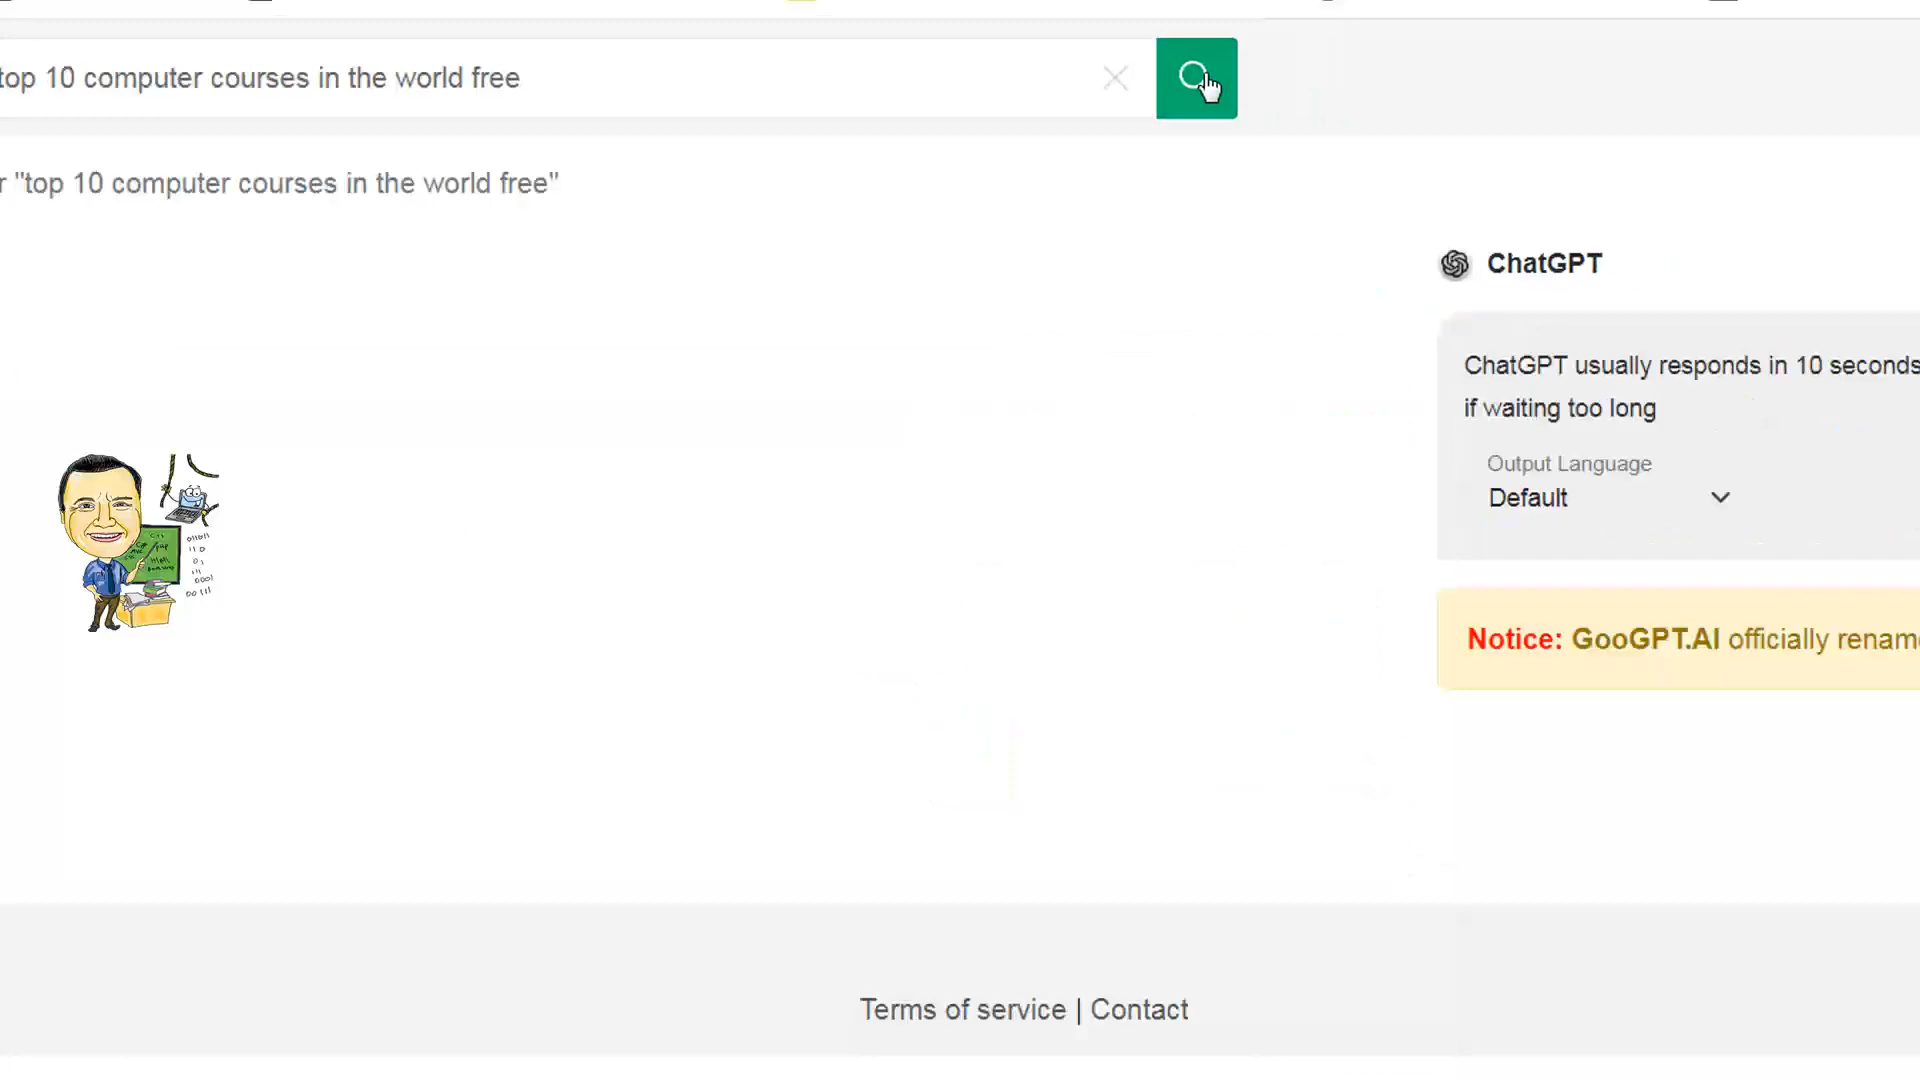 top 10 computer courses in the world free
r "top 10 computer courses in the world free"
ChatGPT
ChatGPT usually responds in 10 seconds
if waiting too long
Output Language
Default
Notice: GooGPT.AI officially rename
Terms of service | Contact